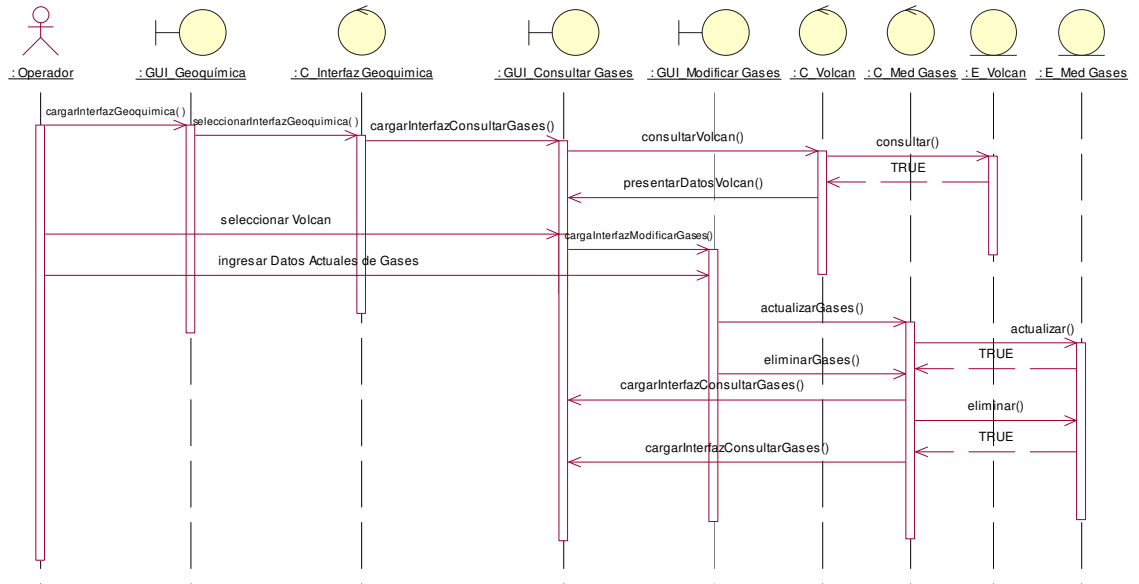 : Operador
: GUI_Geoquímica
: C_Interfaz Geoquimica
: GUI_Consultar Gases
: GUI_Modificar Gases
: C_Volcan
: C_Med Gases
: E_Volcan
: E_Med Gases
cargarInterfazGeoquimica( )
seleccionarInterfazGeoquimica( )
cargarInterfazConsultarGases()
consultarVolcan()
consultar()
TRUE
presentarDatosVolcan()
seleccionar Volcan
cargaInterfazModificarGases()
ingresar Datos Actuales de Gases
actualizarGases()
actualizar()
TRUE
eliminarGases()
cargarInterfazConsultarGases()
eliminar()
TRUE
cargarInterfazConsultarGases()